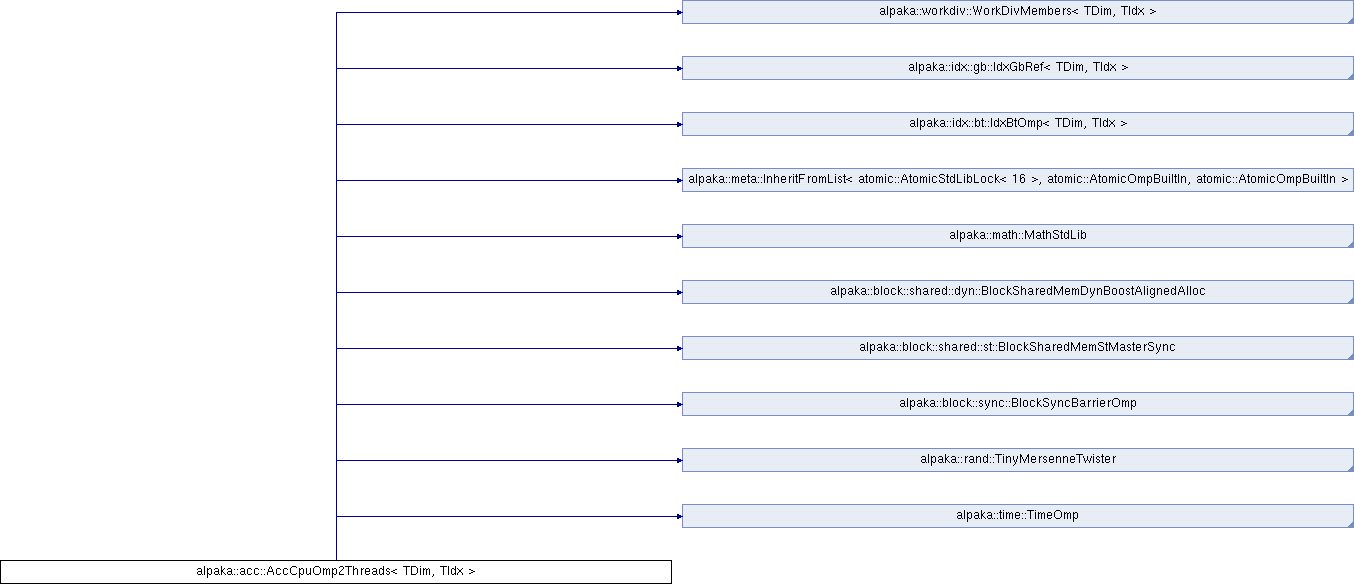 alpaka::workdiv::WorkDivMembers< TDim, TIdx >
alpaka::idx::gb::IdxGbRef< TDim, TIdx >
alpaka::idx::bt::IdxBtOmp< TDim, TIdx >
alpaka::meta::InheritFromList< atomic::AtomicStdLibLock< 16 >, atomic::AtomicOmpBuiltIn, atomic::AtomicOmpBuiltIn >
alpaka::math::MathStdLib
alpaka::block::shared::dyn::BlockSharedMemDynBoostAlignedAlloc
alpaka::block::shared::st::BlockSharedMemStMasterSync
alpaka::block::sync::BlockSyncBarrierOmp
alpaka::rand::TinyMersenneTwister
alpaka::time::TimeOmp
alpaka::acc::AccCpuOmp2Threads< TDim, TIdx >